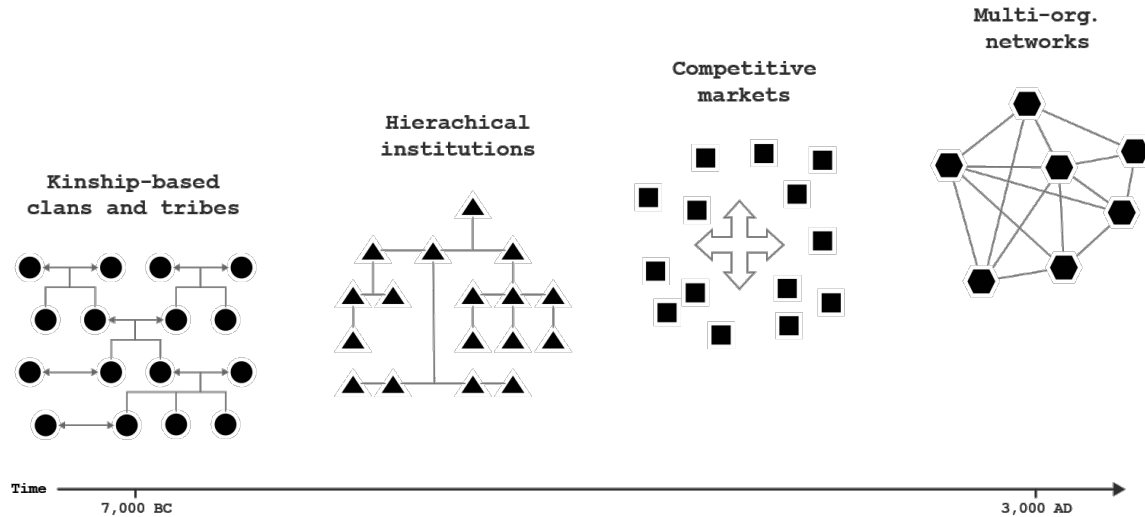 Multi-org.
networks
Competitive
markets
Hierachical
institutions
Kinship-based
clans and tribes
Time
7,000 BC
3,000 AD